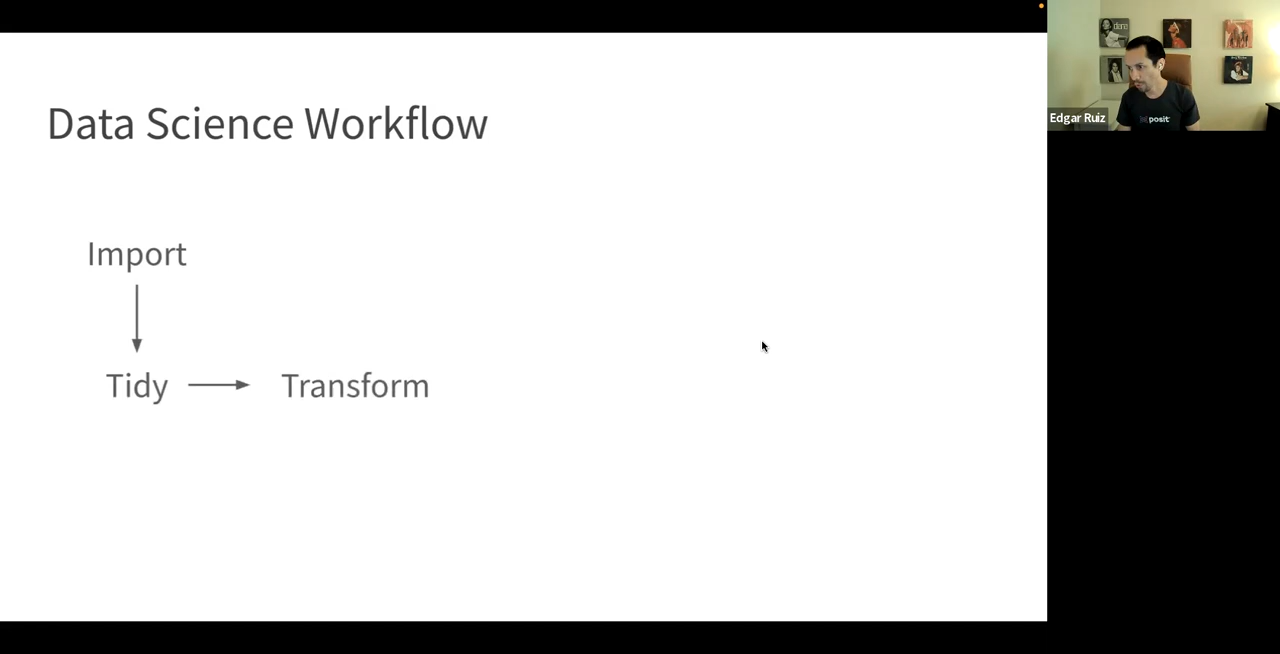 Data Science Workflow
Import
Tidy
Transform
Edgar Ruiz
posit